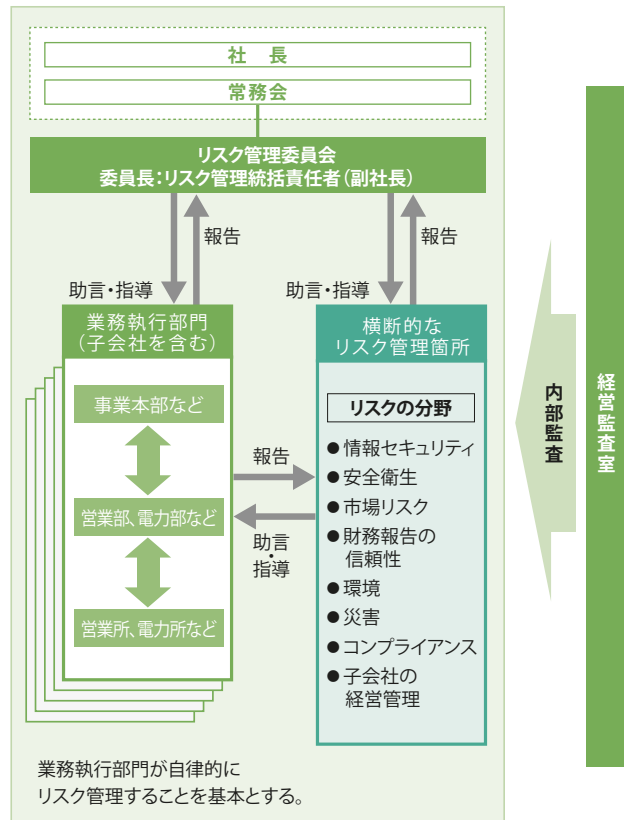 社　長
常務会
リスク管理委員会
委員長：リスク管理統括責任者（副社長）
報告
助言・指導
報告
助言・指導
業務執行部門
（子会社を含む）
事業本部など
営業部、電力部など
営業所、電力所など
報告
助言・指導
横断的な
リスク管理箇所
リスクの分野
●情報セキュリティ
●安全衛生
●市場リスク
●財務報告の
信頼性
●環境
●災害
●コンプライアンス
●子会社の
経営管理
内部監査
経営監査室
業務執行部門が自律的に
リスク管理することを基本とする。